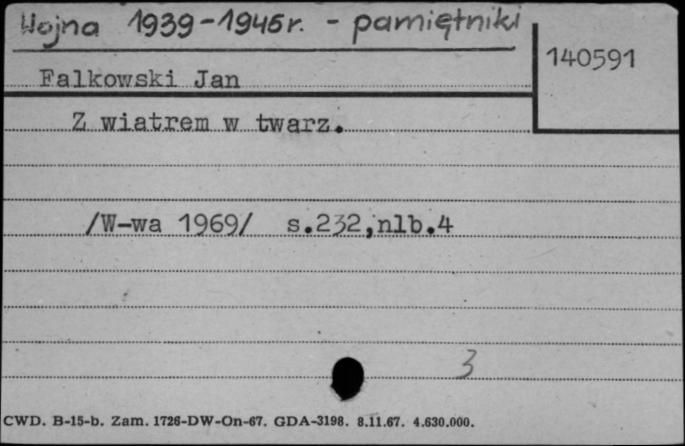 Wojna 1939-1945r. - pamiętniki
140591
Falkowski Jan
Z wiatrem w twarz.
/W-wa 1969/ s.232,nlb.4
3
CWD. B-15-b. Zam. 1726-DW-On-67. GDA-3198. 8.11.67. 4.630.000.